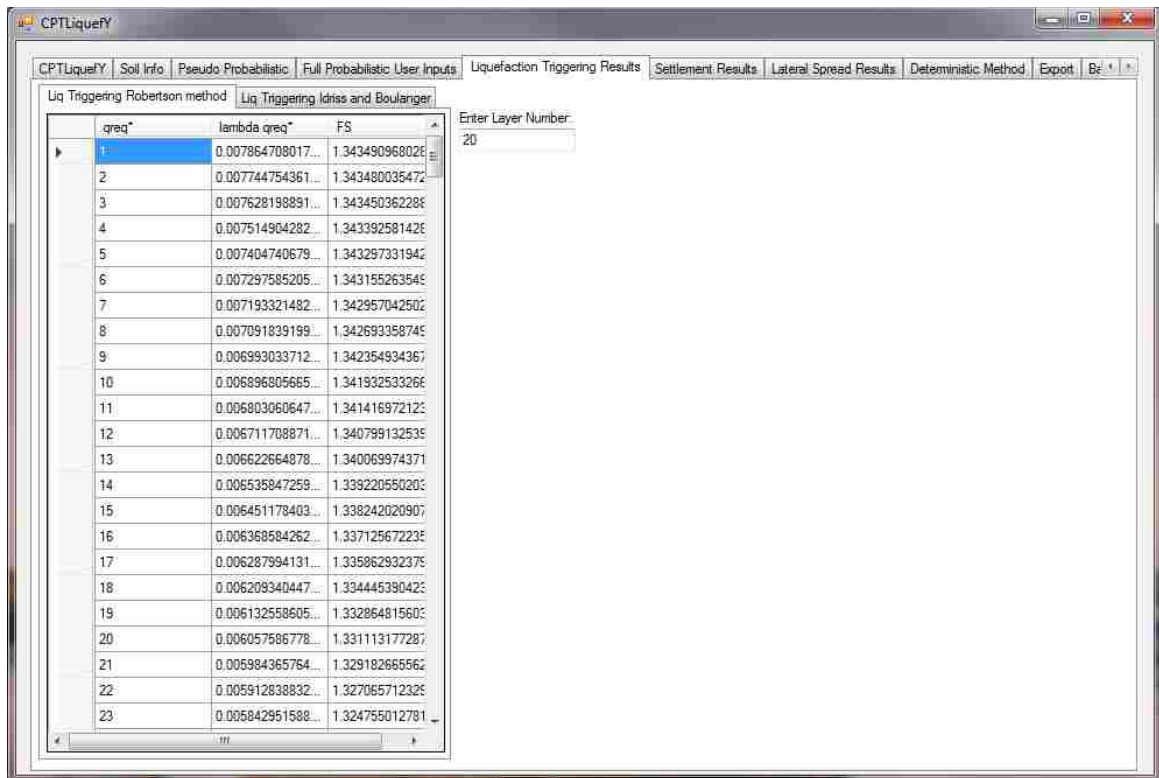 CPTLiquefY
CPTLiquefY Soil Info Pseudo Probabilistic Full Probabilistic User Inputs Liquefaction Triggering Results Settlement Results Lateral Spread Results Deterministic Method Export Ba
Liq Triggering Robertson method Liq Triggering Idriss and Boulanger
Enter Layer Number:
20
qreq* lambda qreq* FS
1 0.007864708017... 1.343490968028
2 0.007744754361... 1.343480035472
3 0.007628198891... 1.343450362288
4 0.007514904282... 1.343392581428
5 0.007404740679... 1.343297331942
6 0.007297585205... 1.343155263549
7 0.007193321482... 1.342957042502
8 0.007091839199... 1.342693358749
9 0.006993033712... 1.342354934367
10 0.006896805665... 1.341932533266
11 0.006803060647... 1.341416972123
12 0.006711708871... 1.340799132535
13 0.006622664878... 1.340069974371
14 0.006535847259... 1.339220550203
15 0.006451178403... 1.338242020907
16 0.006368584262... 1.337125672235
17 0.006287994131... 1.335862932379
18 0.006209340447... 1.334445390423
19 0.006132558605... 1.332864815603
20 0.006057586778... 1.331113177287
21 0.005984365764... 1.329182665562
22 0.005912838832... 1.327065712329
23 0.005842951588... 1.324755012781